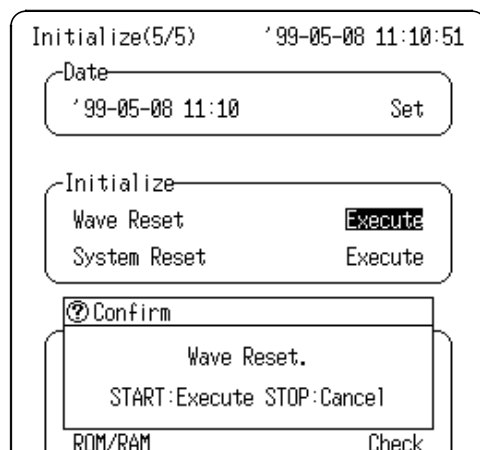 Initialize(5/5) '99-05-08 11:10:51
Date
'99-05-08 11:10 Set
Initialize
Wave Reset Execute
System Reset Execute
?Confirm
Wave Reset.
START:Execute STOP:Cancel
ROM/RAM Check